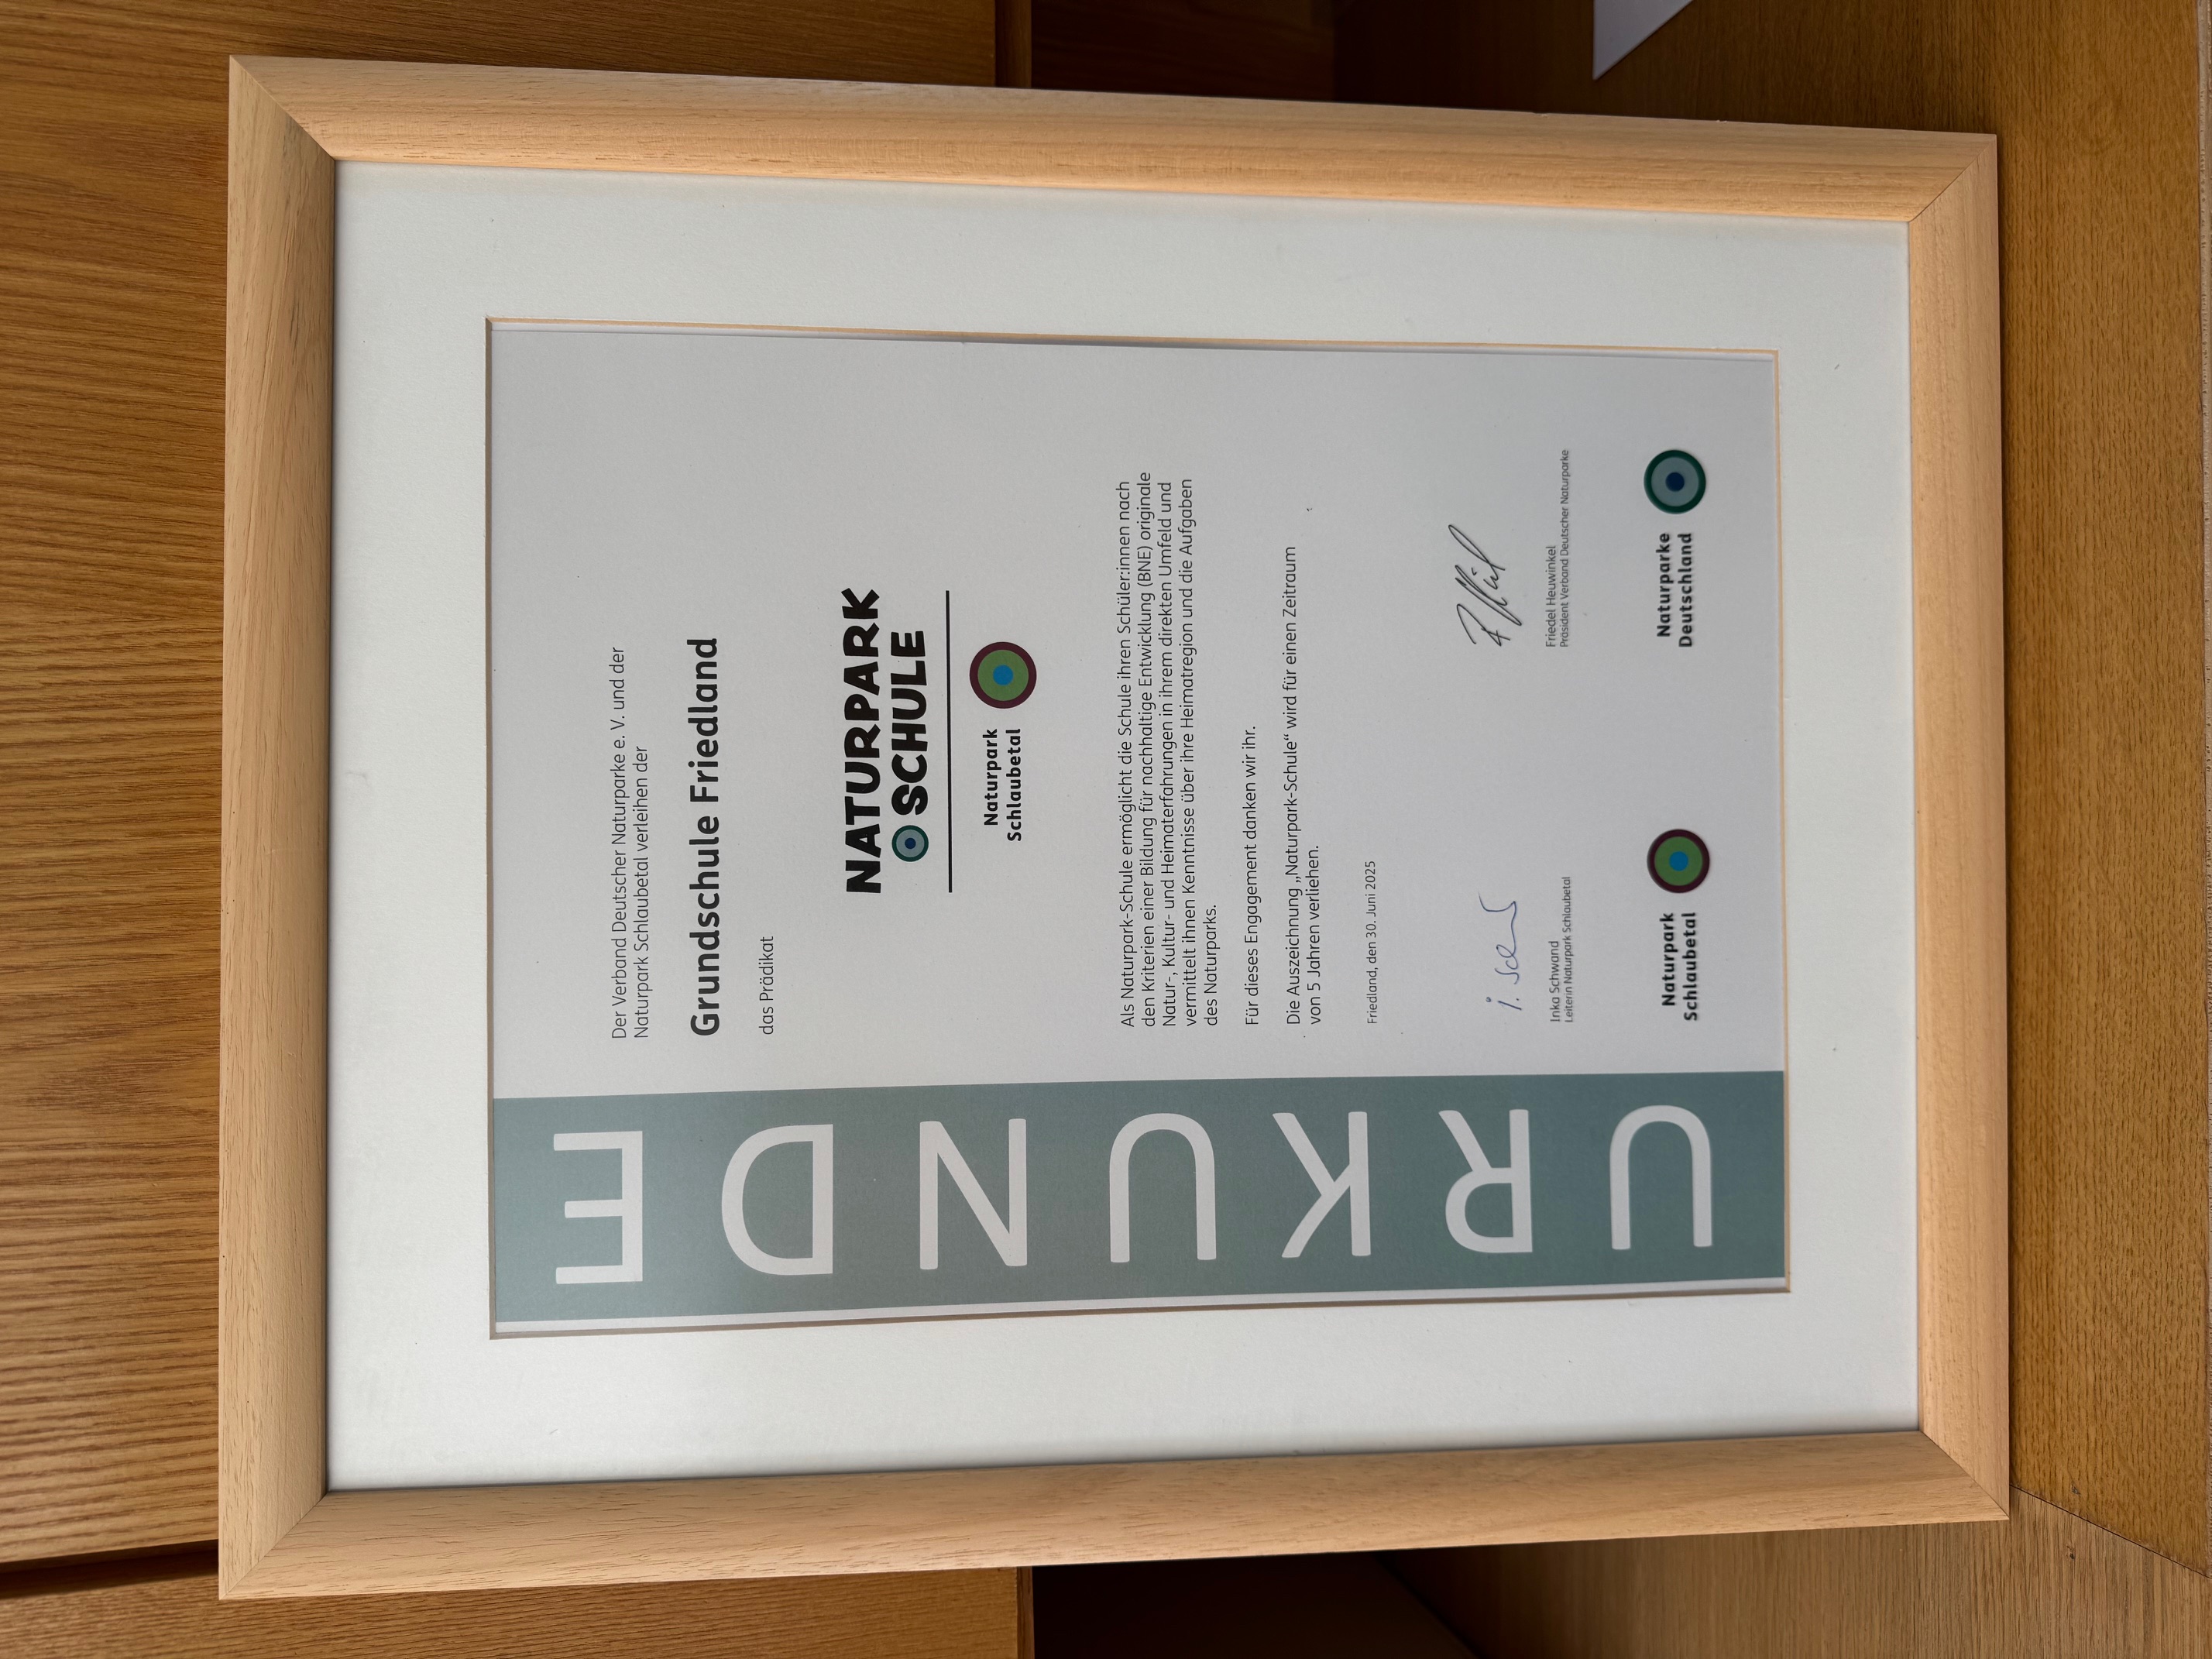 URKUNDE
Der Verband Deutscher Naturparke e. V. und der
Naturpark Schlaubetal verleihen der
Grundschule Friedland
das Prädikat
NATURPARK
SCHULE
Naturpark
Schlaubetal
Als Naturpark-Schule ermöglicht die Schule ihren Schüler:innen nach
den Kriterien einer Bildung für nachhaltige Entwicklung (BNE) originale
Natur-, Kultur- und Heimaterfahrungen in ihrem direkten Umfeld und
vermittelt ihnen Kenntnisse über ihre Heimatregion und die Aufgaben
des Naturparks.
Für dieses Engagement danken wir ihr.
Die Auszeichnung „Naturpark-Schule“ wird für einen Zeitraum
von 5 Jahren verliehen.
Friedland, den 30. Juni 2025
Inka Schwand
Leiterin Naturpark Schlaubetal
Friedel Heuwinkel
Präsident Verband Deutscher Naturparke
Naturpark
Schlaubetal
Naturparke
Deutschland